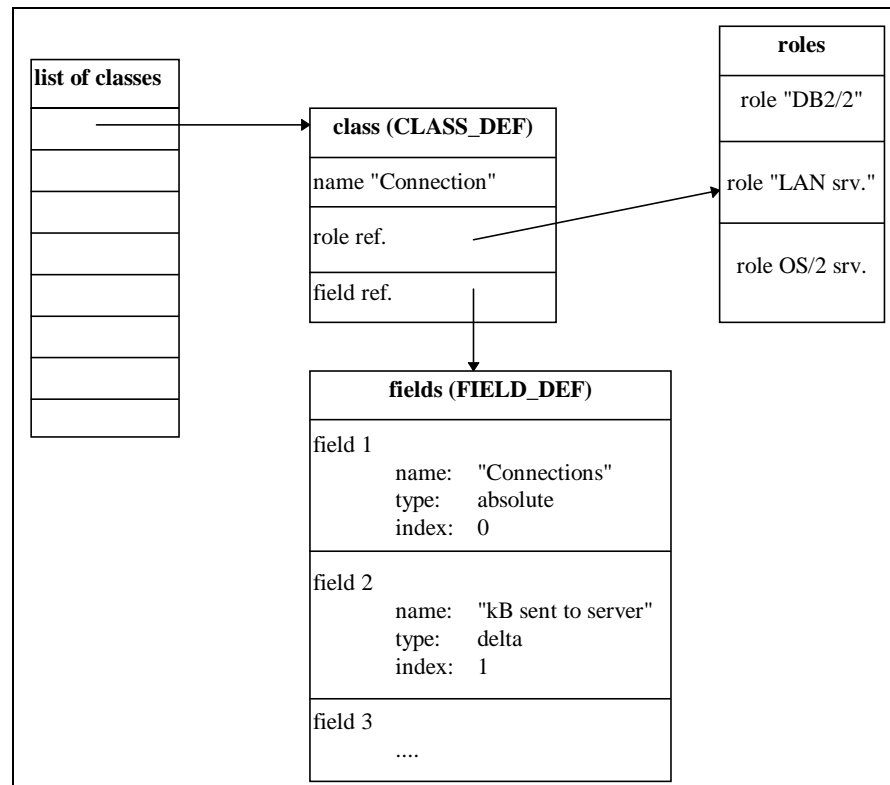 list of classes
class (CLASS_DEF)
name "Connection"
role ref.
field ref.
roles
role "DB2/2"
role "LAN srv."
role OS/2 srv.
fields (FIELD_DEF)
field 1
name: "Connections"
type: absolute
index: 0
field 2
name: "kB sent to server"
type: delta
index: 1
field 3
....